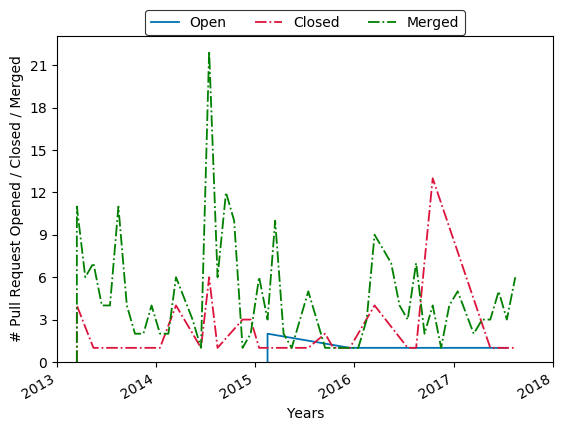 Open Closed Merged
# Pull Request Opened / Closed / Merged
21
18
15
12
9
6
3
0
2013 2014 2015 2016 2017 2018
Years